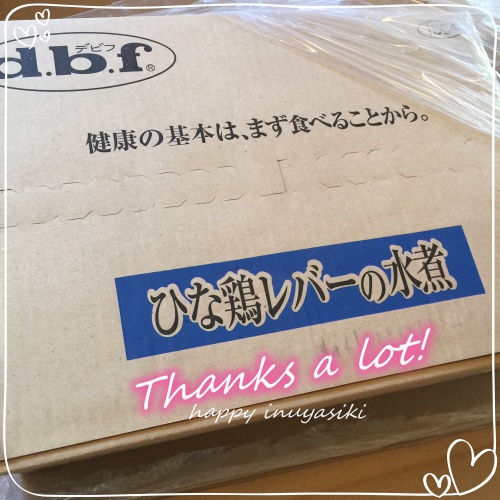 デビフ
d.b.f®
健康の基本は、まず食べることから。
ひな鶏レバーの水煮
Thanks a lot!
happy inuyasiki